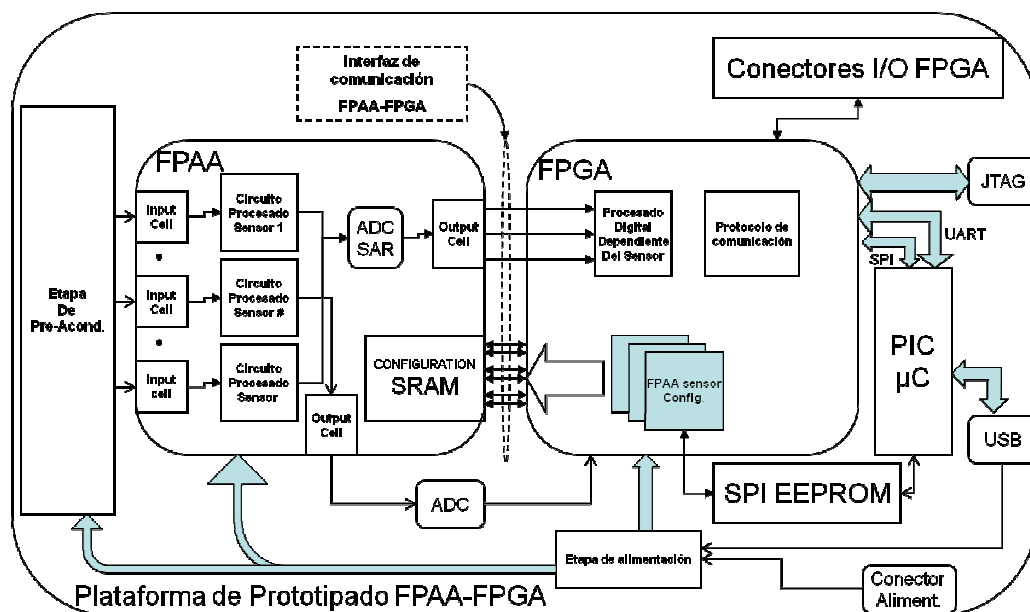 Interfaz de
comunicación
FPAA-FPGA
Conectores I/O FPGA
FPAA
FPGA
JTAG
UART
SPI
Etapa
De
Pre-Acond.
Input
Cell
Circuito
Procesado
Sensor 1
ADC
SAR
Output
Cell
Procesado
Digital
Dependiente
Del Sensor
Protocolo de
comunicación
Input
Cell
Circuito
Procesado
Sensor #
Input
cell
Circuito
Procesado
Sensor
CONFIGURATION
SRAM
Output
Cell
FPAA sensor
Config.
PIC
µC
USB
ADC
SPI EEPROM
Etapa de alimentación
Conector
Aliment.
Plataforma de Prototipado FPAA-FPGA